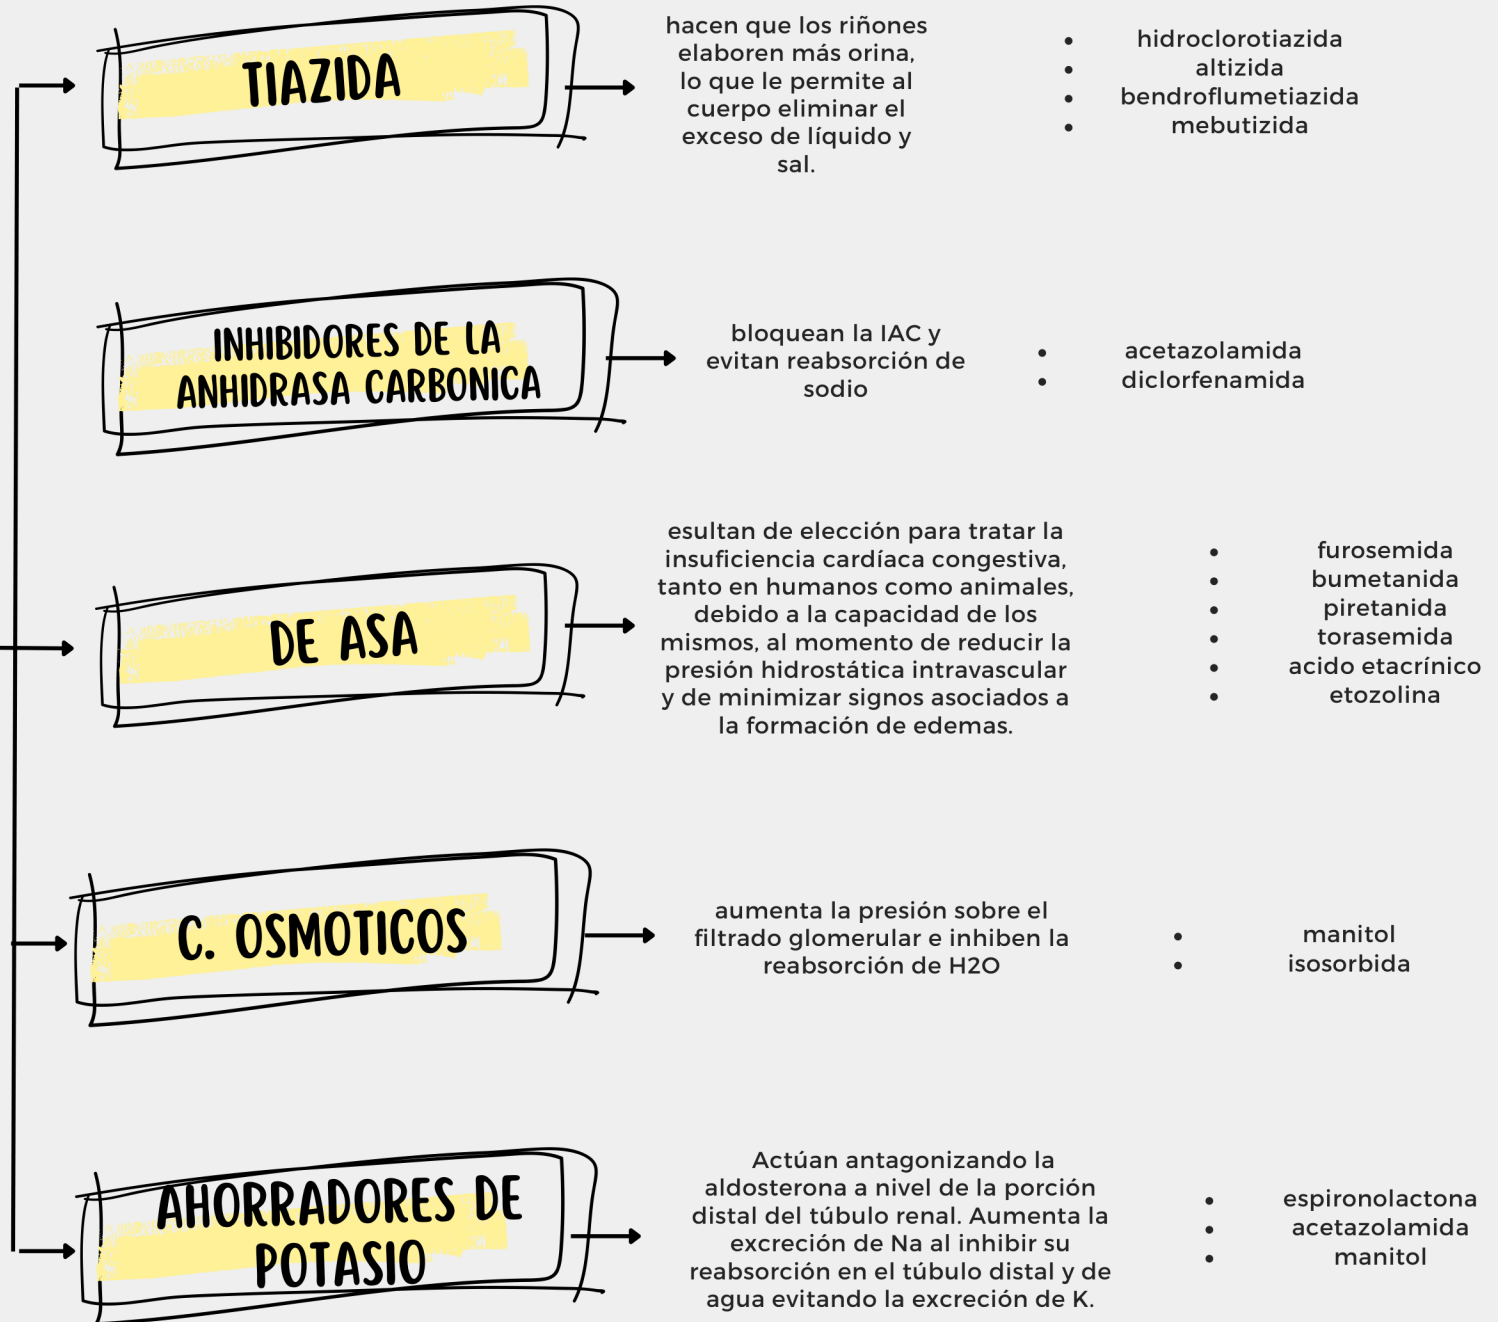 TIAZIDA
hacen que los riñones
elaboren más orina,
lo que le permite al
cuerpo eliminar el
exceso de líquido y
sal.
hidroclorotiazida
altizida
bendroflumetiazida
mebutizida
INHIBIDORES DE LA
ANHIDRASA CARBONICA
bloquean la IAC y
evitan reabsorción de
sodio
acetazolamida
diclorfenamida
DE ASA
esultan de elección para tratar la
insuficiencia cardíaca congestiva,
tanto en humanos como animales,
debido a la capacidad de los
mismos, al momento de reducir la
presión hidrostática intravascular
y de minimizar signos asociados a
la formación de edemas.
furosemida
bumetanida
piretanida
torasemida
acido etacrínico
etozolina
C. OSMOTICOS
aumenta la presión sobre el
filtrado glomerular e inhiben la
reabsorción de H2O
manitol
isosorbida
AHORRADORES DE
POTASIO
Actúan antagonizando la
aldosterona a nivel de la porción
distal del túbulo renal. Aumenta la
excreción de Na al inhibir su
reabsorción en el túbulo distal y de
agua evitando la excreción de K.
espironolactona
acetazolamida
manitol